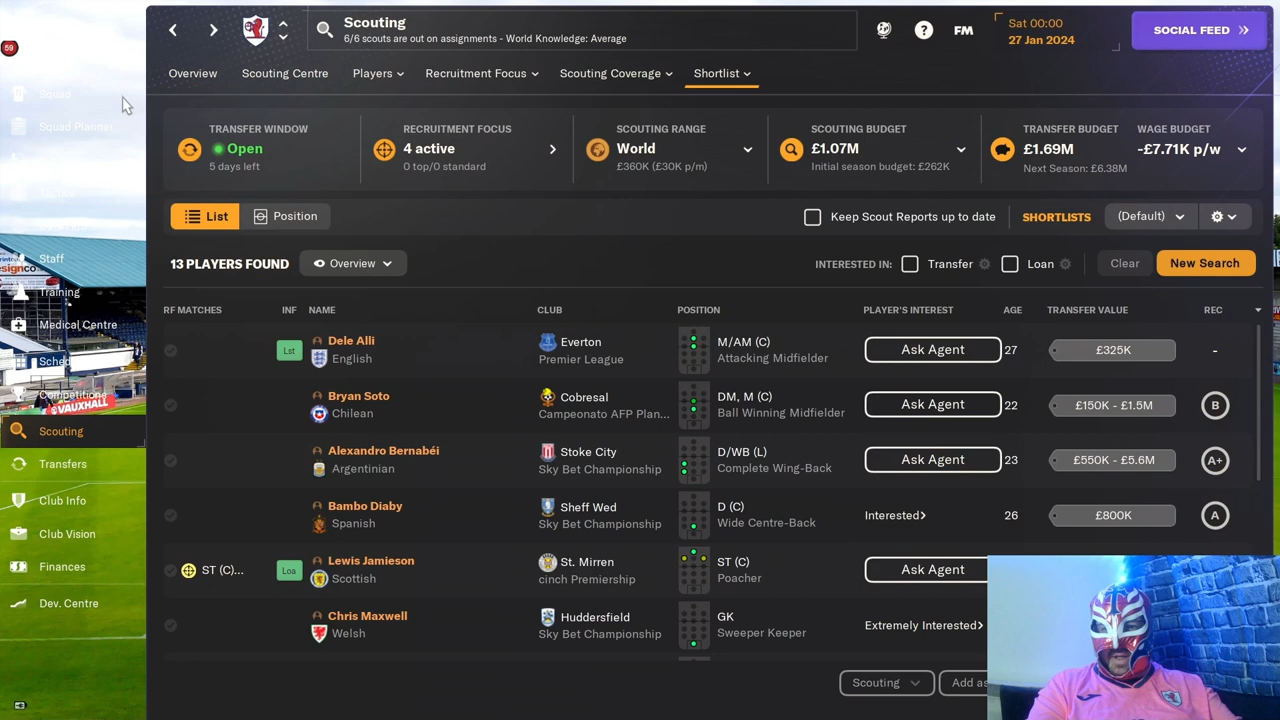 Scouting
6/6 scouts are out on assignments - World Knowledge: Average
FM
Sat 00:00
27 Jan 2024
SOCIAL FEED
59
Squad
Squad Planner
Staff
Training
Medical Centre
Sched
Competitions
Scouting
Transfers
Club Info
Club Vision
Finances
Dev. Centre
VAUXHALL
Overview
Scouting Centre
Players
Recruitment Focus
Scouting Coverage
Shortlist
TRANSFER WINDOW
Open
5 days left
RECRUITMENT FOCUS
4 active
0 top/0 standard
SCOUTING RANGE
World
£360K (£30K p/m)
SCOUTING BUDGET
£1.07M
Initial season budget: £262K
TRANSFER BUDGET
£1.69M
Next Season: £6.38M
WAGE BUDGET
-£7.71K p/w
List
Position
Keep Scout Reports up to date
SHORTLISTS
(Default)
13 PLAYERS FOUND
Overview
INTERESTED IN:
Transfer
Loan
Clear
New Search
RF MATCHES INF NAME CLUB POSITION PLAYER'S INTEREST AGE TRANSFER VALUE REC
Lst Dele Alli Everton M/AM (C) Ask Agent 27 £325K -
English Premier League Attacking Midfielder
Bryan Soto Cobresal DM, M (C) Ask Agent 22 £150K - £1.5M B
Chilean Campeonato AFP Plan... Ball Winning Midfielder
Alexandro Bernabéi Stoke City D/WB (L) Ask Agent 23 £550K - £5.6M A+
Argentinian Sky Bet Championship Complete Wing-Back
Bambo Diaby Sheff Wed D (C) Interested 26 £800K A
Spanish Sky Bet Championship Wide Centre-Back
ST (C)... Loa Lewis Jamieson St. Mirren ST (C) Ask Agent
Scottish cinch Premiership Poacher
Chris Maxwell Huddersfield GK Extremely Interested
Welsh Sky Bet Championship Sweeper Keeper
Scouting
Add as